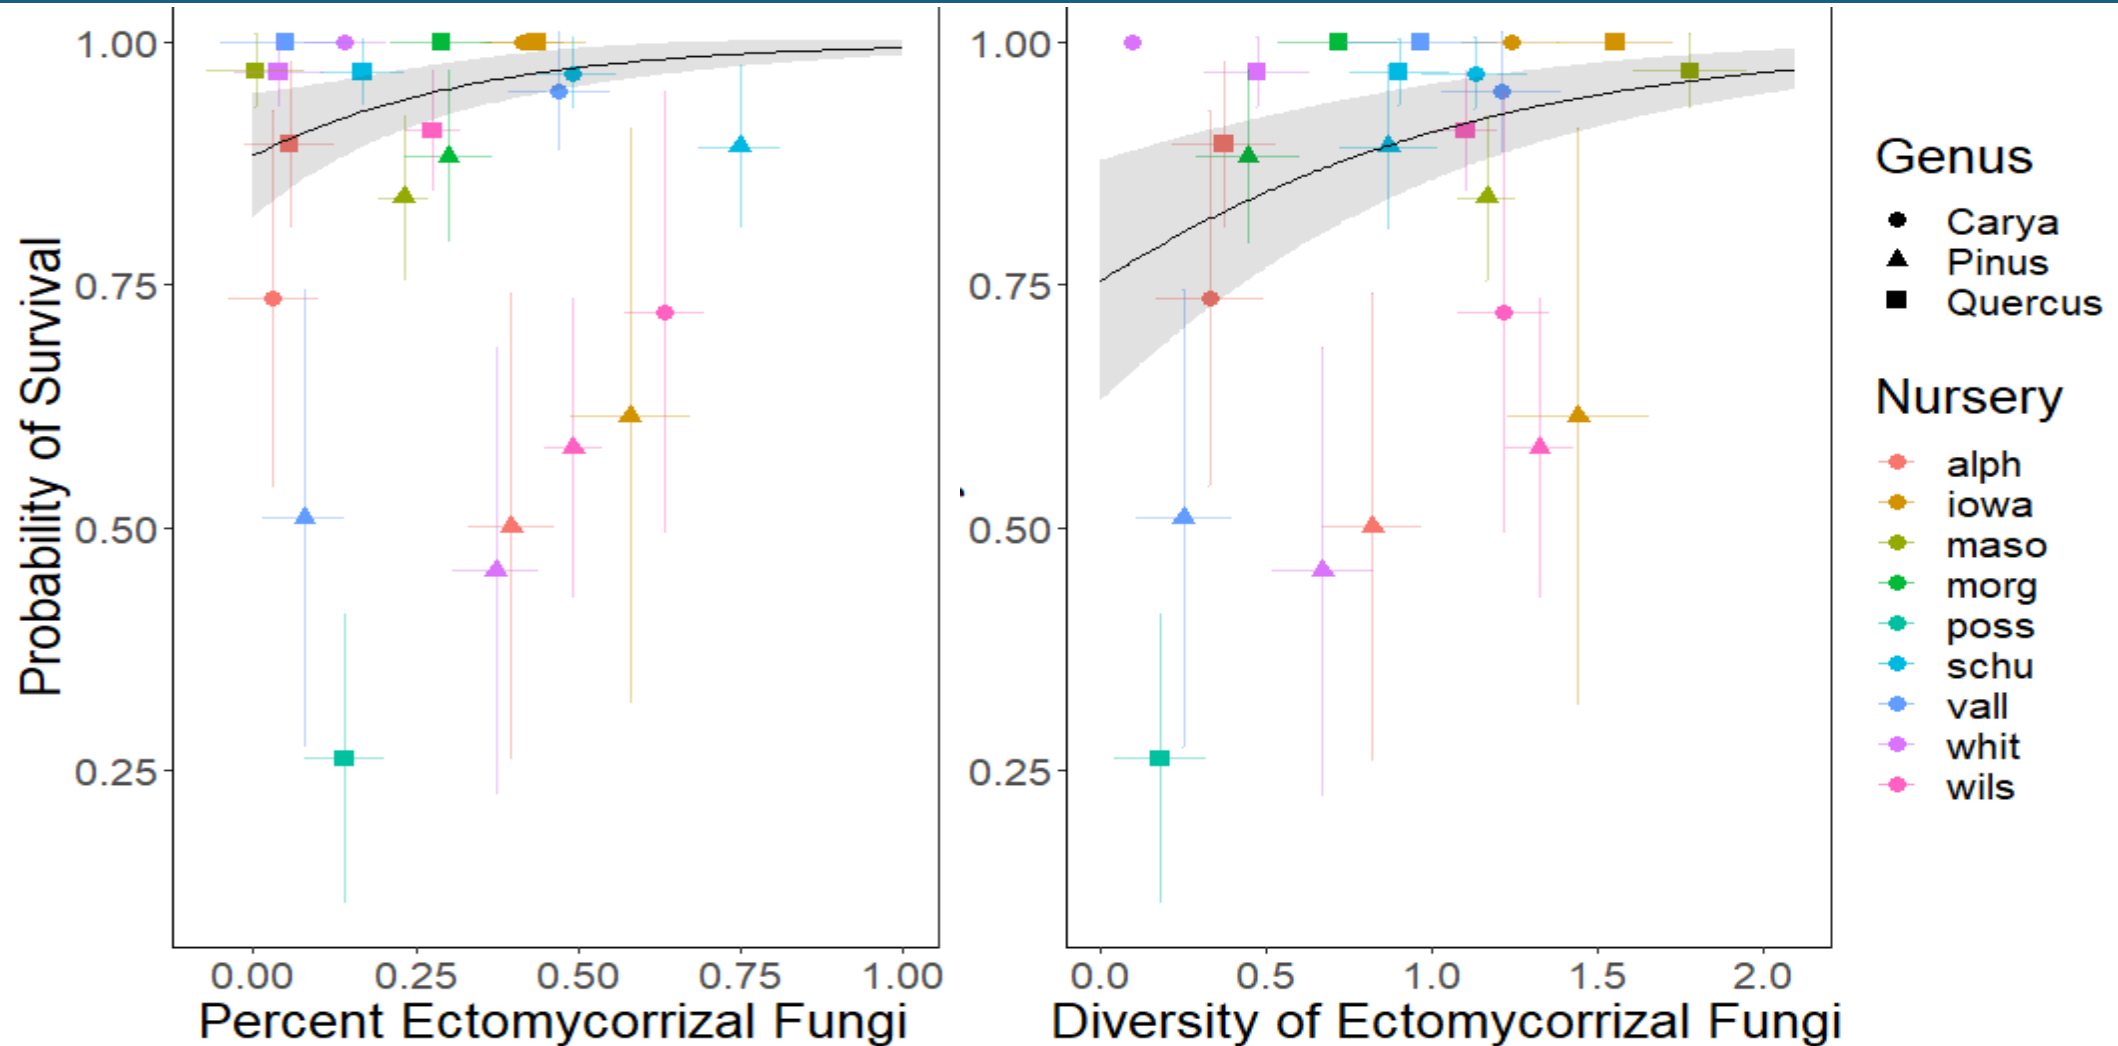 Probability of Survival
1.00
0.75
0.50
0.25
0.00 0.25 0.50 0.75 1.00
Percent Ectomycorrizal Fungi
1.00
0.75
0.50
0.25
0.0 0.5 1.0 1.5 2.0
Diversity of Ectomycorrizal Fungi
Genus
Carya
Pinus
Quercus
Nursery
alph
iowa
maso
morg
poss
schu
vall
whit
wils